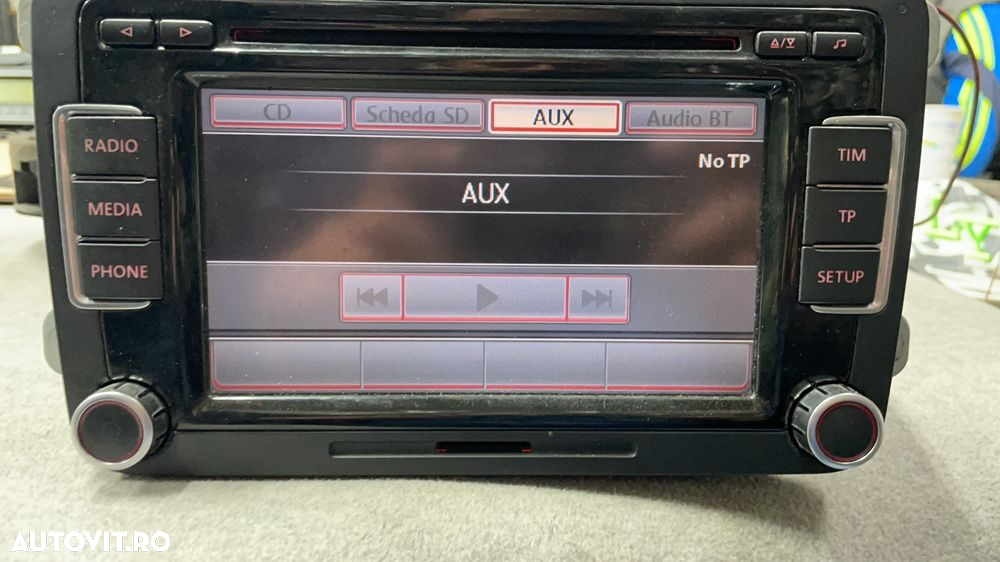 RADIO
MEDIA
PHONE
CD
Scheda SD
AUX
Audio BT
No TP
AUX
TIM
TP
SETUP
AUTOVIT.RO